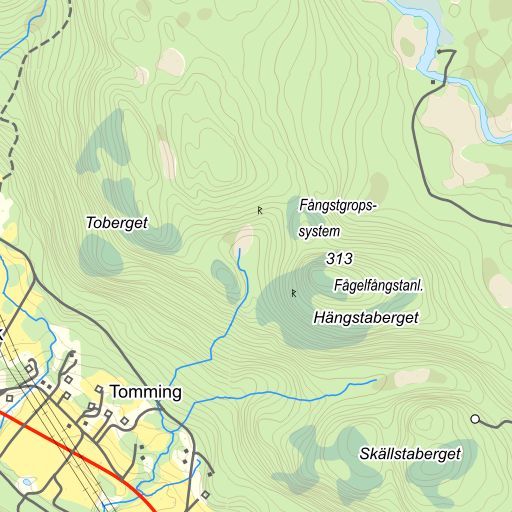 Fångstgrops-
system
Toberget
313
Fågelfångstanl.
Hängstaberget
Tomming
Skällstaberget